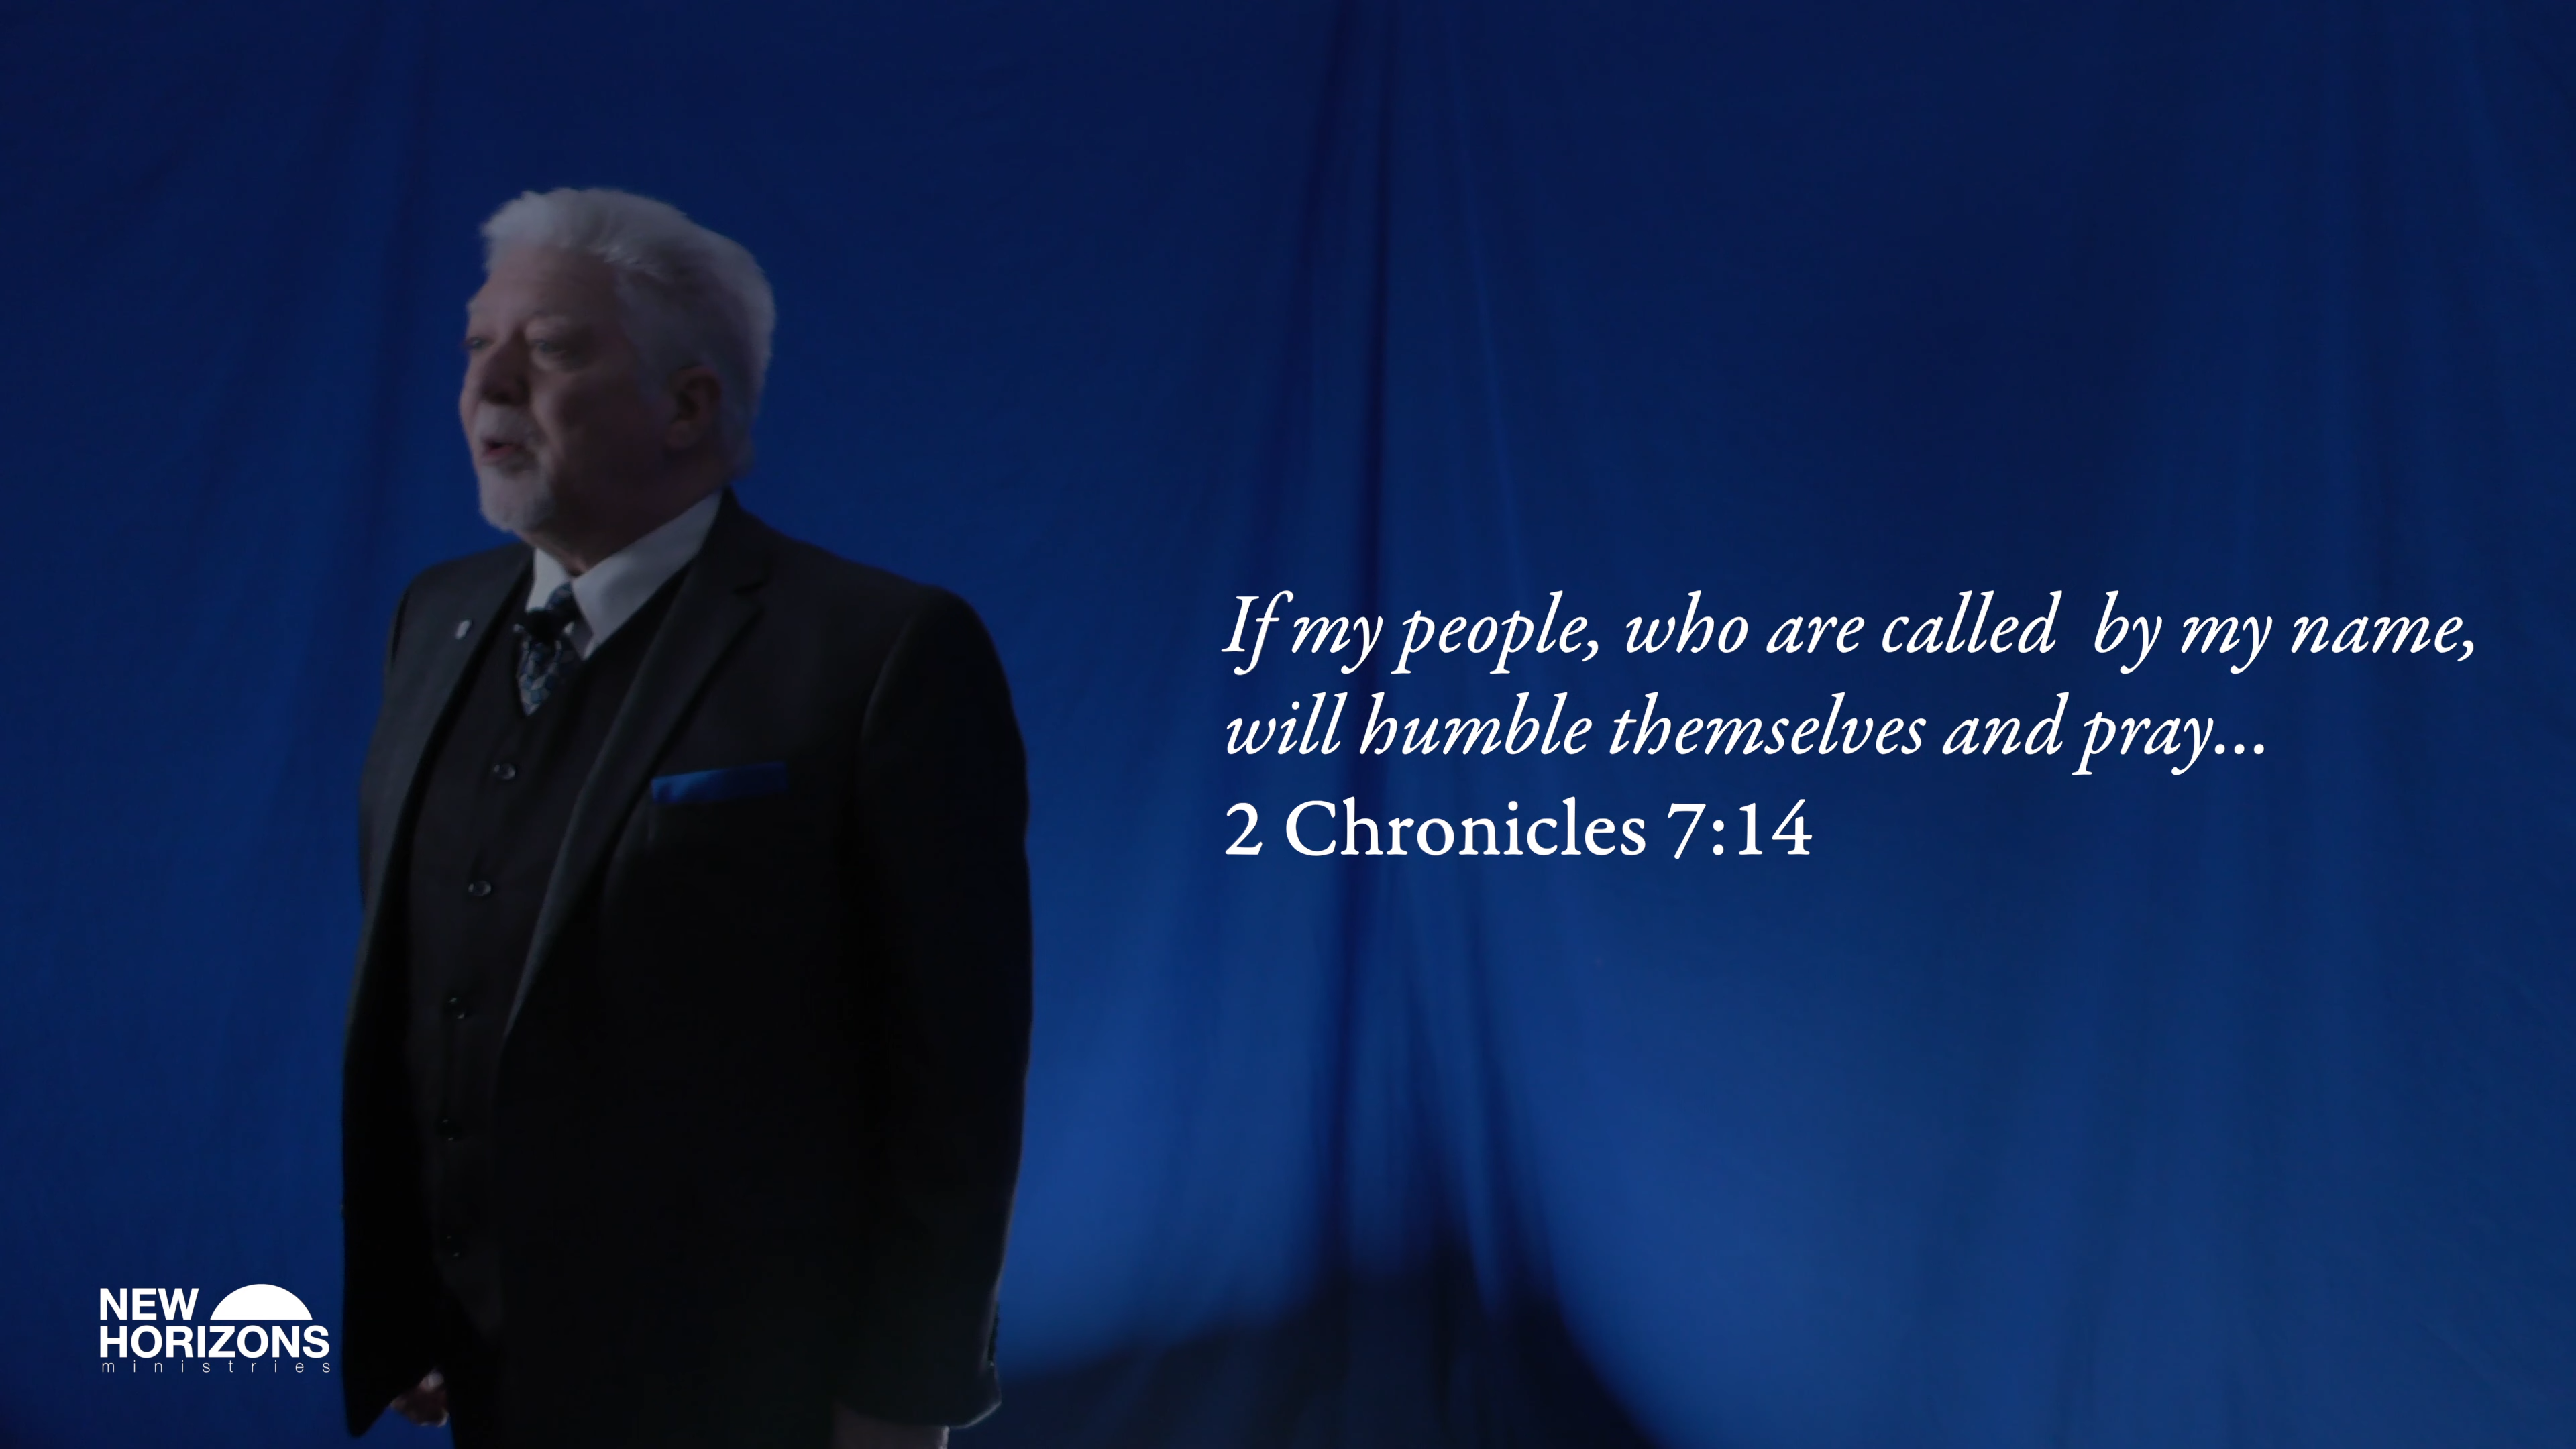 If my people, who are called  by my name,
will humble themselves and pray...
2 Chronicles 7:14
NEW
HORIZONS
ministries